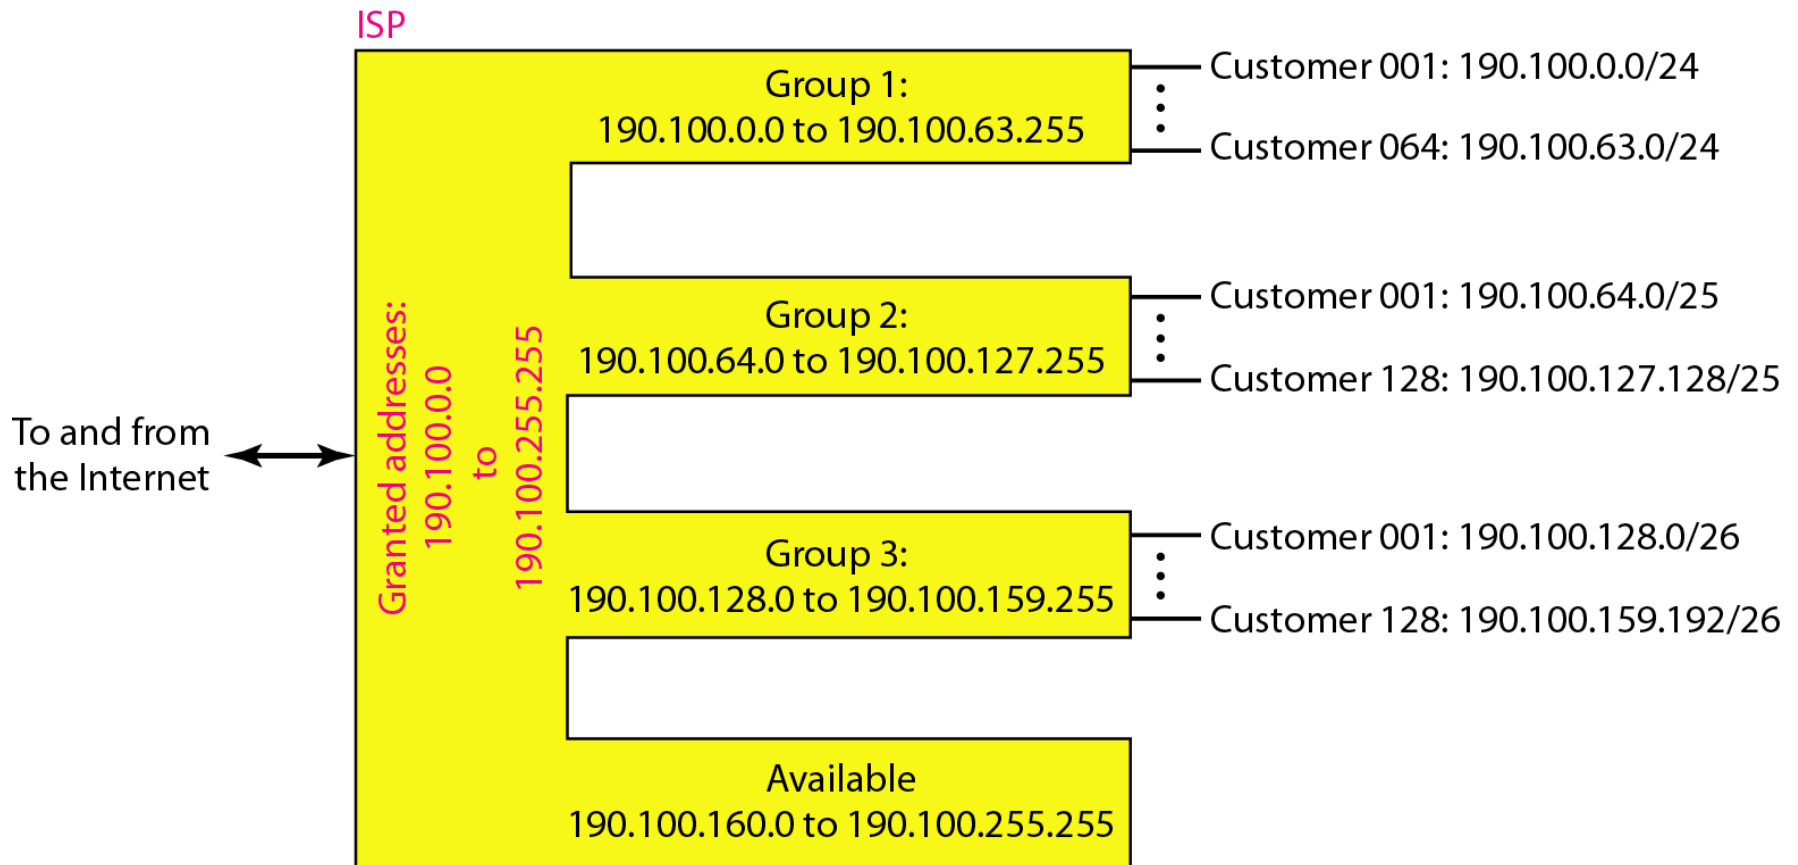 ISP
Group 1:
190.100.0.0 to 190.100.63.255
Customer 001: 190.100.0.0/24
Customer 064: 190.100.63.0/24
Group 2:
190.100.64.0 to 190.100.127.255
Customer 001: 190.100.64.0/25
Customer 128: 190.100.127.128/25
To and from
the Internet
Granted addresses:
190.100.0.0
to
190.100.255.255
Group 3:
190.100.128.0 to 190.100.159.255
Customer 001: 190.100.128.0/26
Customer 128: 190.100.159.192/26
Available
190.100.160.0 to 190.100.255.255